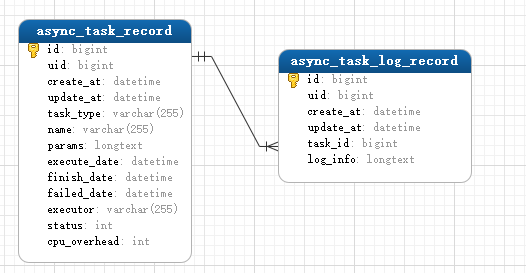 async_task_record
id: bigint
uid: bigint
create_at: datetime
update_at: datetime
task_type: varchar(255)
name: varchar(255)
params: longtext
execute_date: datetime
finish_date: datetime
failed_date: datetime
executor: varchar(255)
status: int
cpu_overhead: int
async_task_log_record
id: bigint
uid: bigint
create_at: datetime
update_at: datetime
task_id: bigint
log_info: longtext